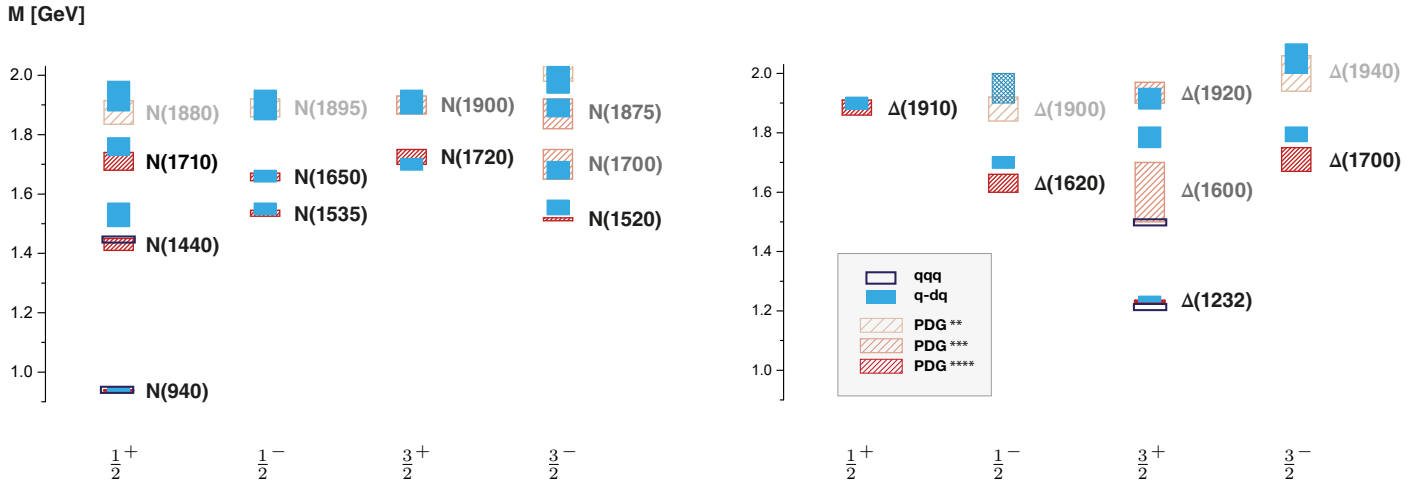 M [GeV]
2.0
1.8
1.6
1.4
1.2
1.0
N(1880)
N(1710)
N(1440)
N(940)
N(1895)
N(1650)
N(1535)
N(1900)
N(1720)
N(1875)
N(1700)
N(1520)
1/2+
1/2−
3/2+
3/2−
2.0
1.8
1.6
1.4
1.2
1.0
Δ(1910)
Δ(1900)
Δ(1620)
Δ(1920)
Δ(1600)
Δ(1232)
Δ(1940)
Δ(1700)
qqq
q-dq
PDG **
PDG ***
PDG ****
1/2+
1/2−
3/2+
3/2−